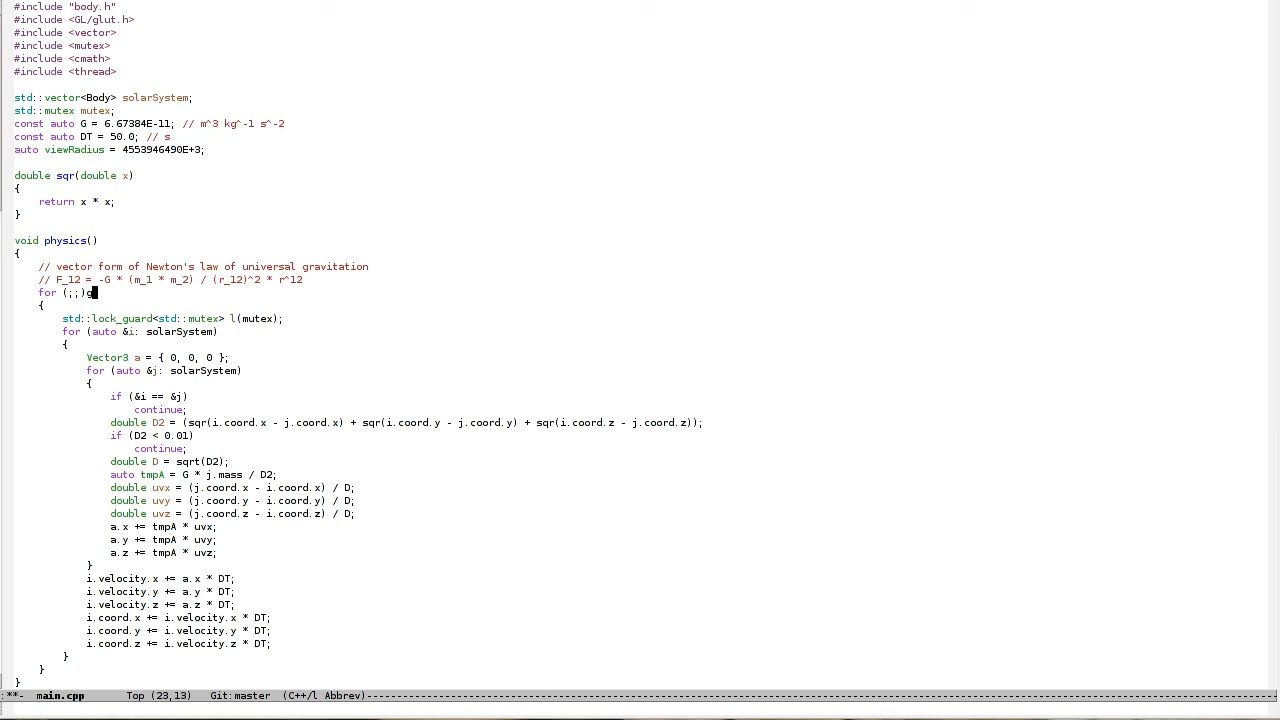 #include "body.h"
#include <GL/glut.h>
#include <vector>
#include <mutex>
#include <cmath>
#include <thread>

std::vector<Body> solarSystem;
std::mutex mutex;
const auto G = 6.67384E-11; // m^3 kg^-1 s^-2
const auto DT = 50.0; // s
auto viewRadius = 4553946490E+3;

double sqr(double x)
{
    return x * x;
}

void physics()
{
    // vector form of Newton's law of universal gravitation
    // F_12 = -G * (m_1 * m_2) / (r_12)^2 * r^12
    for (;;)g
    {
        std::lock_guard<std::mutex> l(mutex);
        for (auto &i: solarSystem)
        {
            Vector3 a = { 0, 0, 0 };
            for (auto &j: solarSystem)
            {
                if (&i == &j)
                    continue;
                double D2 = (sqr(i.coord.x - j.coord.x) + sqr(i.coord.y - j.coord.y) + sqr(i.coord.z - j.coord.z));
                if (D2 < 0.01)
                    continue;
                double D = sqrt(D2);
                auto tmpA = G * j.mass / D2;
                double uvx = (j.coord.x - i.coord.x) / D;
                double uvy = (j.coord.y - i.coord.y) / D;
                double uvz = (j.coord.z - i.coord.z) / D;
                a.x += tmpA * uvx;
                a.y += tmpA * uvy;
                a.z += tmpA * uvz;
            }
            i.velocity.x += a.x * DT;
            i.velocity.y += a.y * DT;
            i.velocity.z += a.z * DT;
            i.coord.x += i.velocity.x * DT;
            i.coord.y += i.velocity.y * DT;
            i.coord.z += i.velocity.z * DT;
        }
    }
}
:**-  main.cpp       Top (23,13)   Git:master  (C++/l Abbrev)